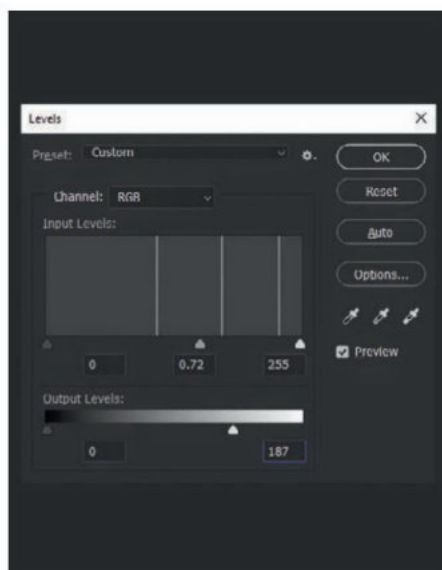 Levels
Preset: Custom
OK
Channel: RGB
Reset
Input Levels:
Auto
Options...
0 0.72 255
Preview
Output Levels:
0 187